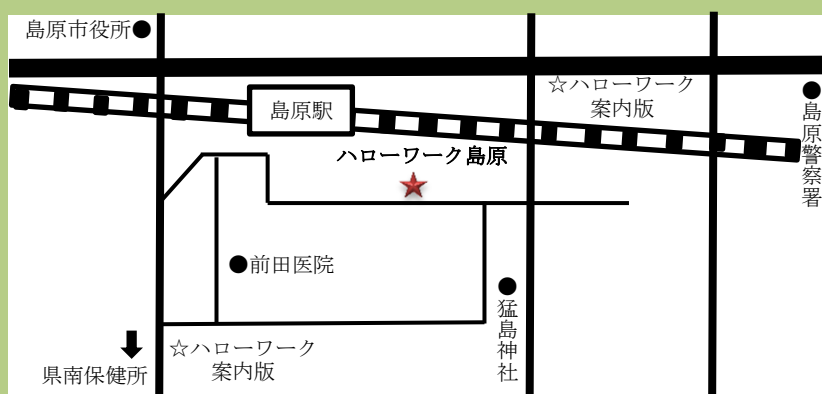 島原市役所●
☆ハローワーク
案内版
島原駅
●島原警察署
ハローワーク島原
●前田医院
●猛島神社
☆ハローワーク
案内版
県南保健所